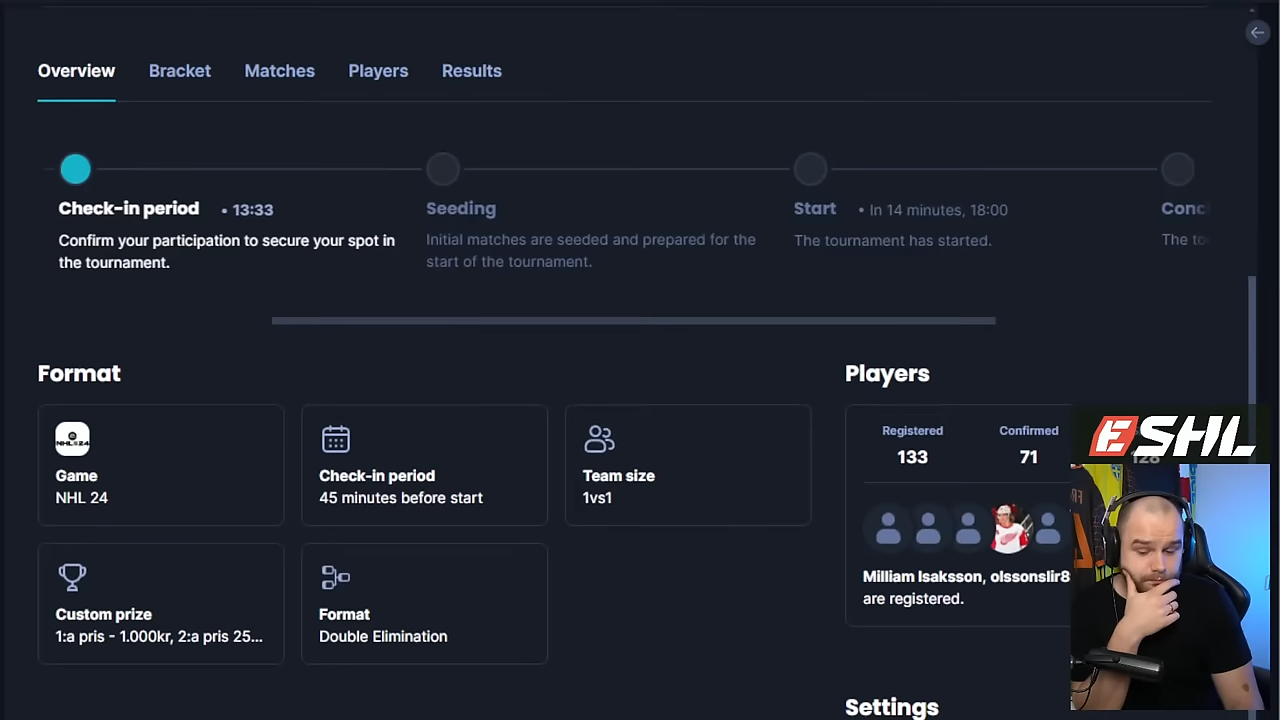 Overview Bracket Matches Players Results
Check-in period • 13:33
Confirm your participation to secure your spot in
the tournament.
Seeding
Initial matches are seeded and prepared for the
start of the tournament.
Start • In 14 minutes, 18:00
The tournament has started.
Conc
The to
Format
NHL 24
Game
NHL 24
Check-in period
45 minutes before start
Team size
1vs1
Custom prize
1:a pris - 1.000kr, 2:a pris 25...
Format
Double Elimination
Players
Registered
133
Confirmed
71
128
Milliam Isaksson, olssonslir8
are registered.
ESHL
Settings